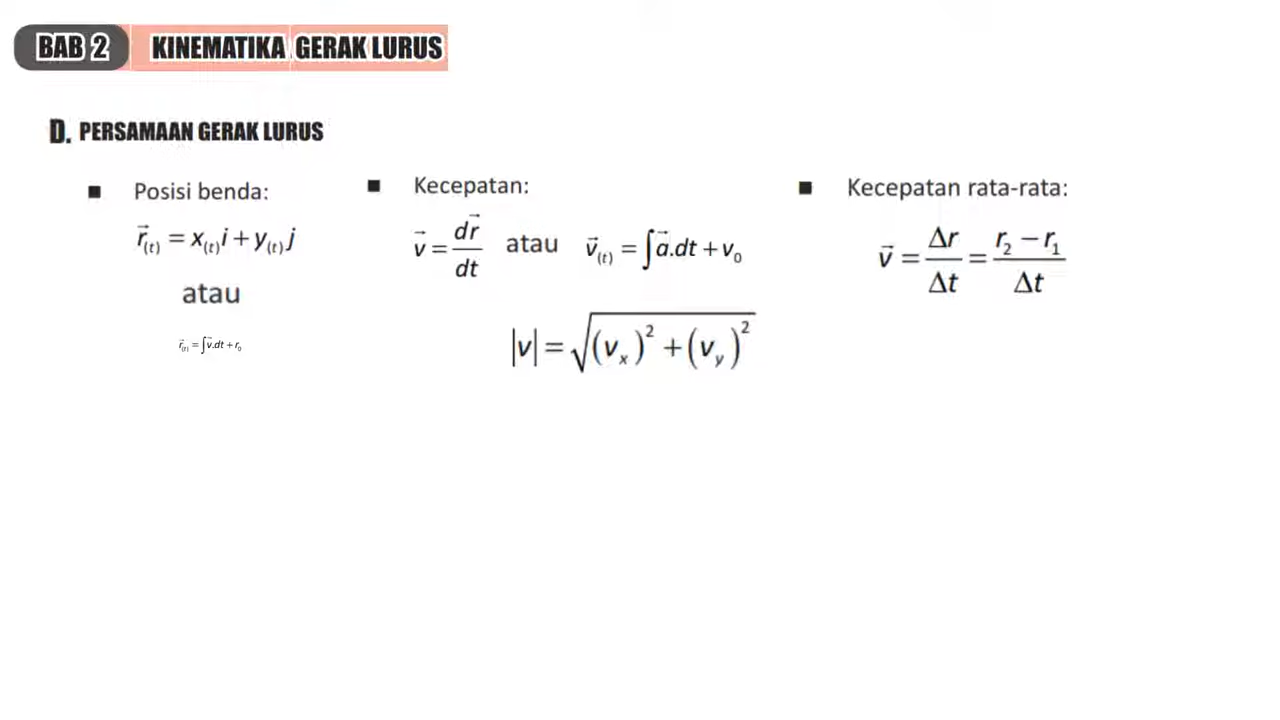 BAB 2 KINEMATIKA GERAK LURUS
D. PERSAMAAN GERAK LURUS
■ Posisi benda:
r⃗₍t₎ = x₍t₎i + y₍t₎j
atau
r⃗₍t₎ = ∫v⃗.dt + r₀
■ Kecepatan:
v⃗ = dr⃗/dt atau v⃗₍t₎ = ∫a⃗.dt + v₀
|v| = √((vₓ)² + (v_y)²)
■ Kecepatan rata-rata:
v⃗ = Δr/Δt = (r₂ − r₁)/Δt